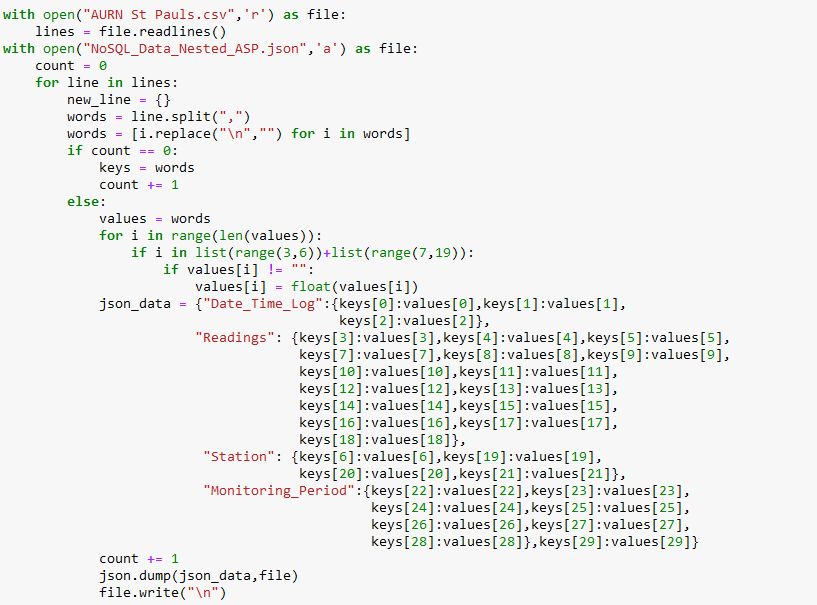 with open("AURN St Pauls.csv",'r') as file:
    lines = file.readlines()
with open("NoSQL_Data_Nested_ASP.json",'a') as file:
    count = 0
    for line in lines:
        new_line = {}
        words = line.split(",")
        words = [i.replace("\n","") for i in words]
        if count == 0:
            keys = words
            count += 1
        else:
            values = words
            for i in range(len(values)):
                if i in list(range(3,6))+list(range(7,19)):
                    if values[i] != "":
                        values[i] = float(values[i])
            json_data = {"Date_Time_Log":{keys[0]:values[0],keys[1]:values[1],
                                          keys[2]:values[2]},
                        "Readings": {keys[3]:values[3],keys[4]:values[4],keys[5]:values[5],
                                     keys[7]:values[7],keys[8]:values[8],keys[9]:values[9],
                                     keys[10]:values[10],keys[11]:values[11],
                                     keys[12]:values[12],keys[13]:values[13],
                                     keys[14]:values[14],keys[15]:values[15],
                                     keys[16]:values[16],keys[17]:values[17],
                                     keys[18]:values[18]},
                         "Station": {keys[6]:values[6],keys[19]:values[19],
                                     keys[20]:values[20],keys[21]:values[21]},
                         "Monitoring_Period":{keys[22]:values[22],keys[23]:values[23],
                                              keys[24]:values[24],keys[25]:values[25],
                                              keys[26]:values[26],keys[27]:values[27],
                                              keys[28]:values[28]},keys[29]:values[29]}
            count += 1
            json.dump(json_data,file)
            file.write("\n")